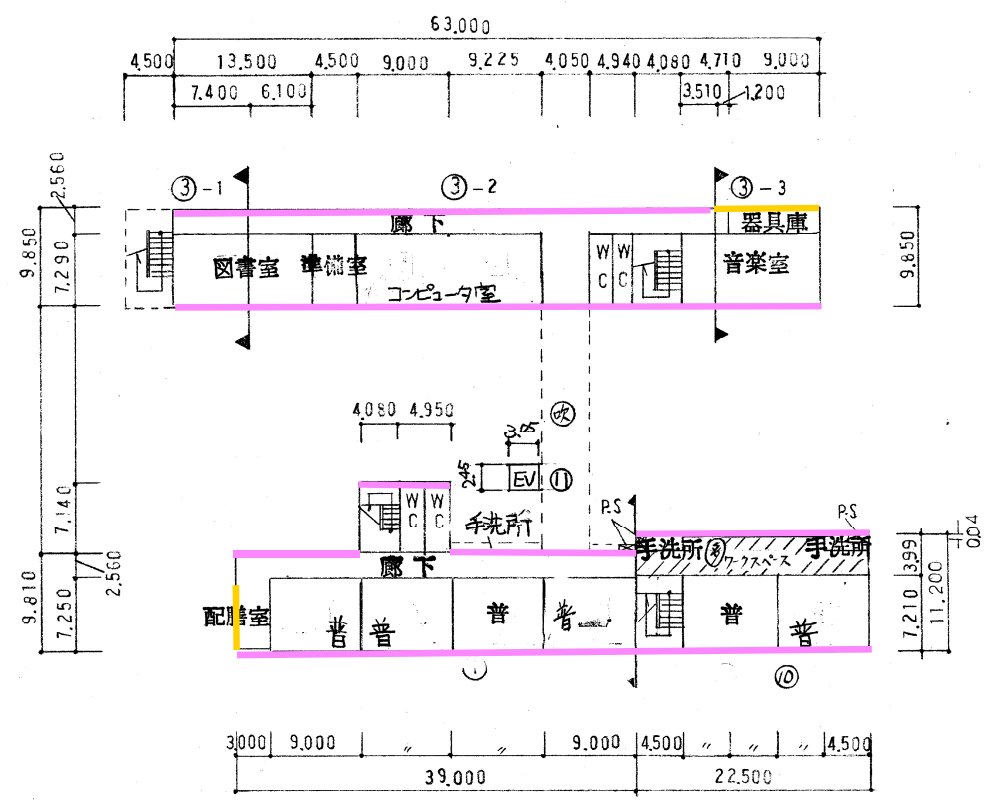 63.000
4.500 13.500 4.500 9.000 9.225 4.050 4.940 4.080 4.710 9.000
7.400 6.100 3.510 1.200
2.560
③-1 ③-2 ③-3
廊下 器具庫
9.850 7.290 9.850
図書室 準備室 WC WC 音楽室
コンピュータ室
4.080 4.950
吹
3.05
2.45 EV ⑪
7.140
WC WC
手洗所 P.S P.S
0.04
手洗所 多 ワークスペース 手洗所
廊下
3.99
2.560
9.810 7.250
配膳室
普 普 普 普 普 普
7.210 11.200
⑩
3.000 9.000 〃 〃 9.000 4.500 〃 〃 〃 4.500
39.000 22.500